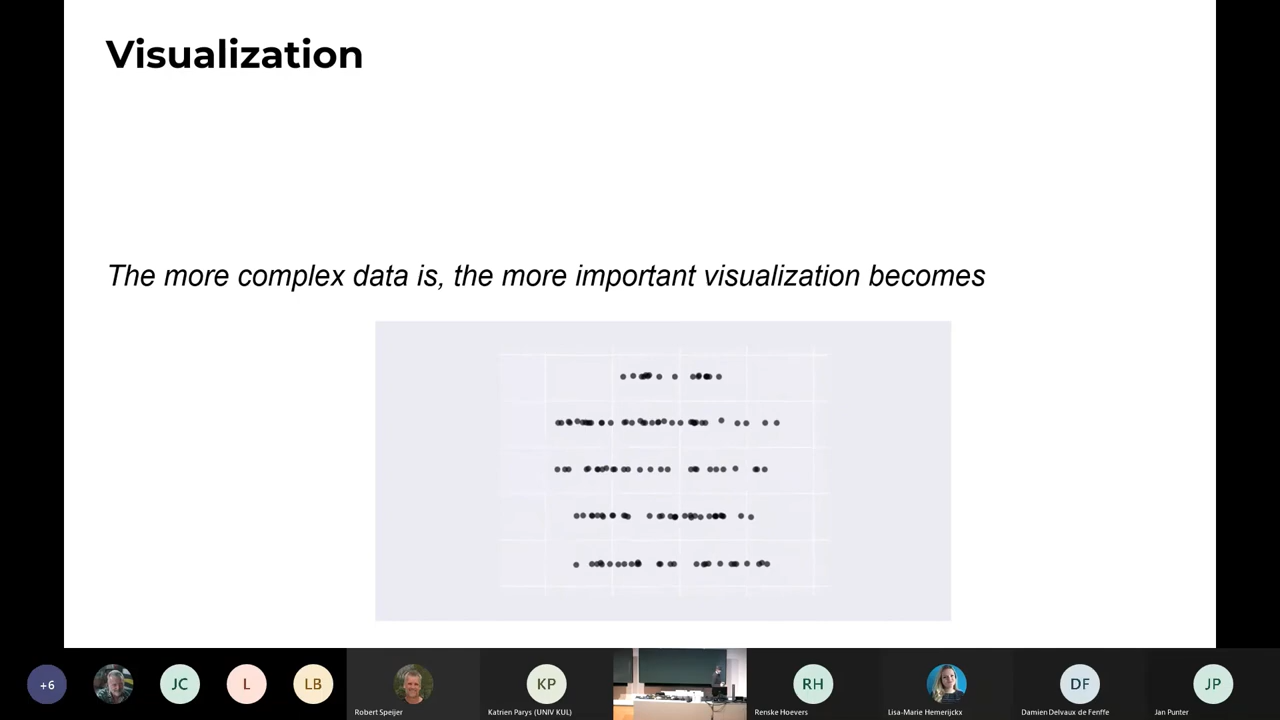 Visualization
The more complex data is, the more important visualization becomes
+6
JC
L
LB
Robert Speijer
KP
Katrien Parys (UNIV KUL)
RH
Renske Hoevers
Lisa-Marie Hemerijckx
DF
Damien Delvaux de Fenffe
JP
Jan Punter